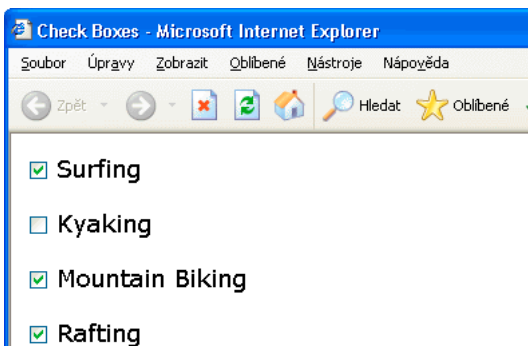 Check Boxes - Microsoft Internet Explorer
Soubor Úpravy Zobrazit Oblíbené Nástroje Nápověda
Zpět Hledat Oblíbené
Surfing
Kyaking
Mountain Biking
Rafting